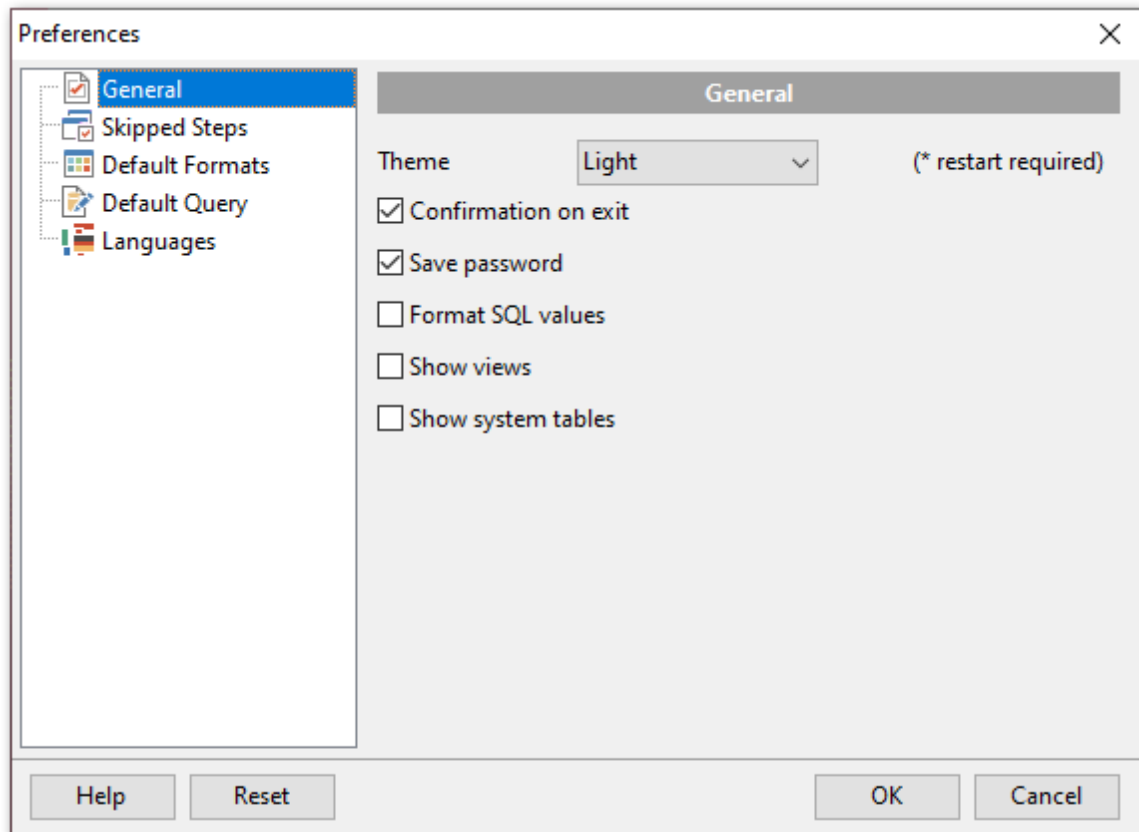 Preferences
General
Skipped Steps
Default Formats
Default Query
Languages
General
Theme Light (* restart required)
Confirmation on exit
Save password
Format SQL values
Show views
Show system tables
Help Reset OK Cancel